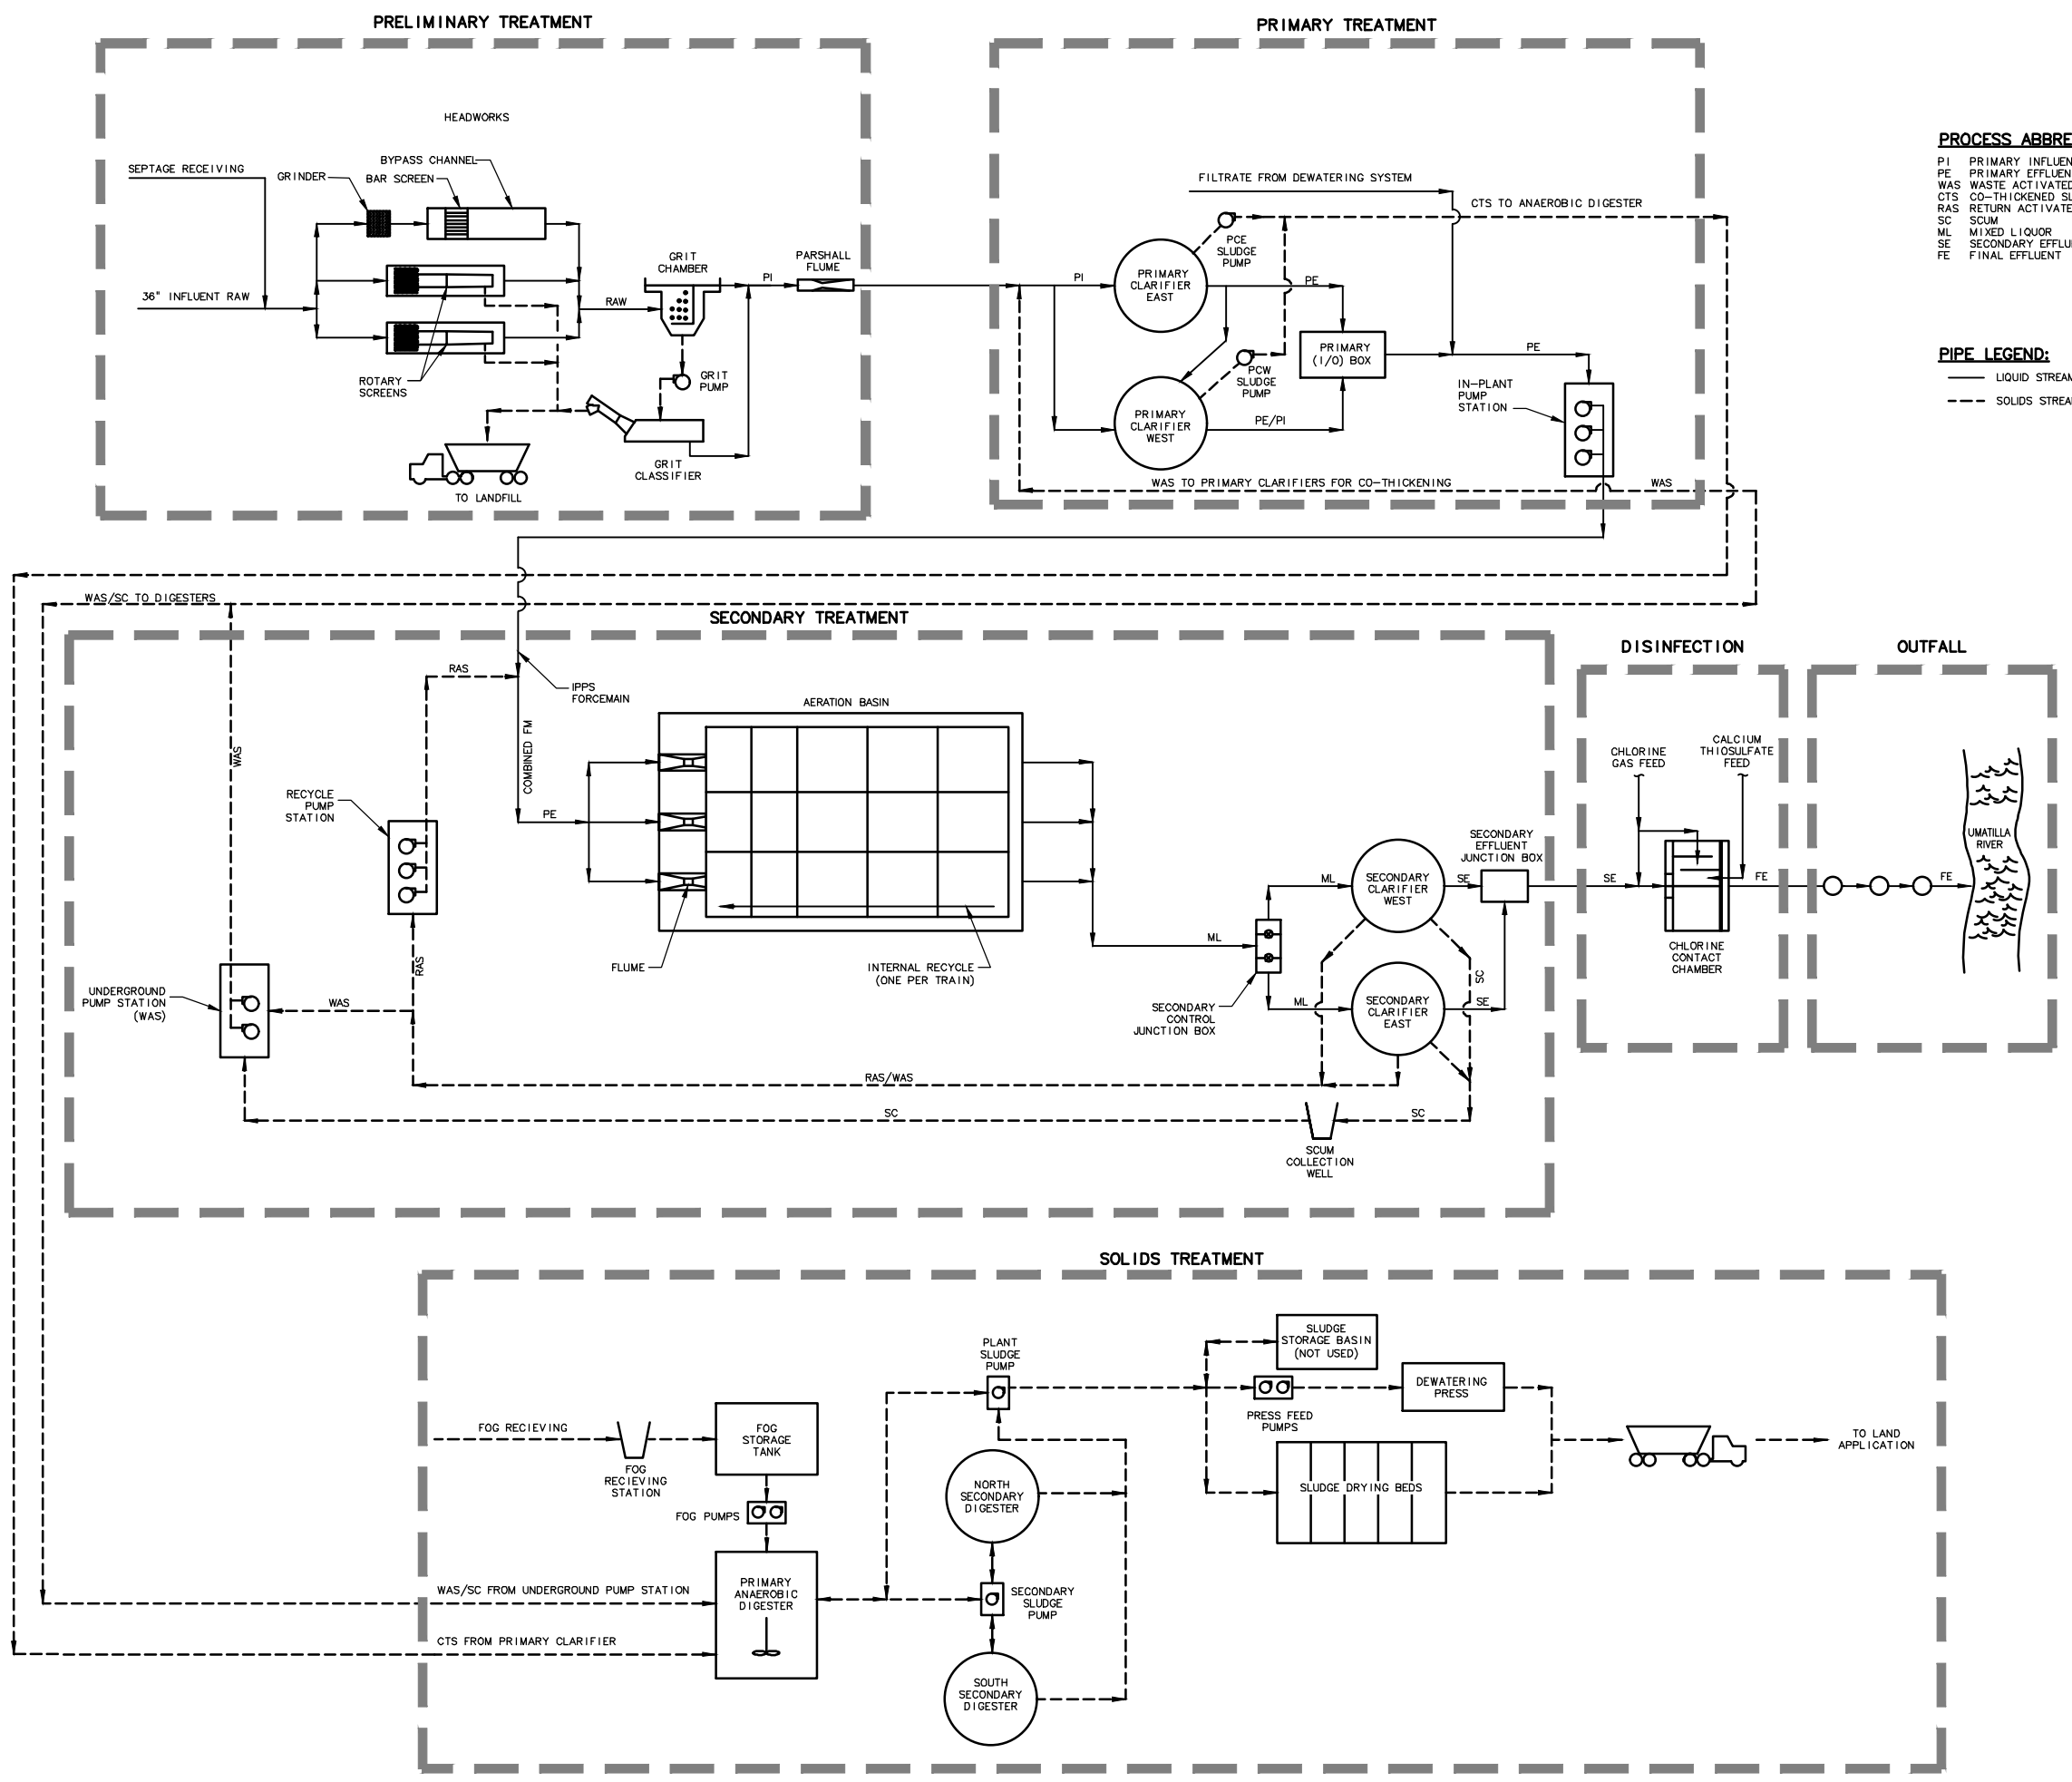 PRELIMINARY TREATMENT
HEADWORKS
SEPTAGE RECEIVING
GRINDER
BYPASS CHANNEL
BAR SCREEN
36" INFLUENT RAW
ROTARY
SCREENS
RAW
GRIT
CHAMBER
PI
PARSHALL
FLUME
GRIT
PUMP
GRIT
CLASSIFIER
TO LANDFILL
PRIMARY TREATMENT
FILTRATE FROM DEWATERING SYSTEM
CTS TO ANAEROBIC DIGESTER
PCE
SLUDGE
PUMP
PI
PRIMARY
CLARIFIER
EAST
PE
PRIMARY
(I/O) BOX
PE
PCW
SLUDGE
PUMP
PRIMARY
CLARIFIER
WEST
PE/PI
IN-PLANT
PUMP
STATION
WAS TO PRIMARY CLARIFIERS FOR CO-THICKENING
WAS
PROCESS ABBRE
PI PRIMARY INFLUEN
PE PRIMARY EFFLUEN
WAS WASTE ACTIVATED
CTS CO-THICKENED SL
RAS RETURN ACTIVATE
SC SCUM
ML MIXED LIQUOR
SE SECONDARY EFFLU
FE FINAL EFFLUENT
PIPE LEGEND:
LIQUID STREAM
SOLIDS STREA
WAS/SC TO DIGESTERS
SECONDARY TREATMENT
RAS
IPPS
FORCEMAIN
COMBINED FM
WAS
RECYCLE
PUMP
STATION
PE
AERATION BASIN
FLUME
INTERNAL RECYCLE
(ONE PER TRAIN)
RAS
WAS
UNDERGROUND
PUMP STATION
(WAS)
ML
SECONDARY
CONTROL
JUNCTION BOX
ML
SECONDARY
CLARIFIER
WEST
SE
SECONDARY
EFFLUENT
JUNCTION BOX
ML
SECONDARY
CLARIFIER
EAST
SC
SE
RAS/WAS
SC
SC
SCUM
COLLECTION
WELL
DISINFECTION
CHLORINE
GAS FEED
CALCIUM
THIOSULFATE
FEED
SE
FE
CHLORINE
CONTACT
CHAMBER
OUTFALL
UMATILLA
RIVER
FE
SOLIDS TREATMENT
FOG RECIEVING
FOG
RECIEVING
STATION
FOG
STORAGE
TANK
FOG PUMPS
WAS/SC FROM UNDERGROUND PUMP STATION
CTS FROM PRIMARY CLARIFIER
PRIMARY
ANAEROBIC
DIGESTER
PLANT
SLUDGE
PUMP
NORTH
SECONDARY
DIGESTER
SECONDARY
SLUDGE
PUMP
SOUTH
SECONDARY
DIGESTER
SLUDGE
STORAGE BASIN
(NOT USED)
PRESS FEED
PUMPS
DEWATERING
PRESS
SLUDGE DRYING BEDS
TO LAND
APPLICATION